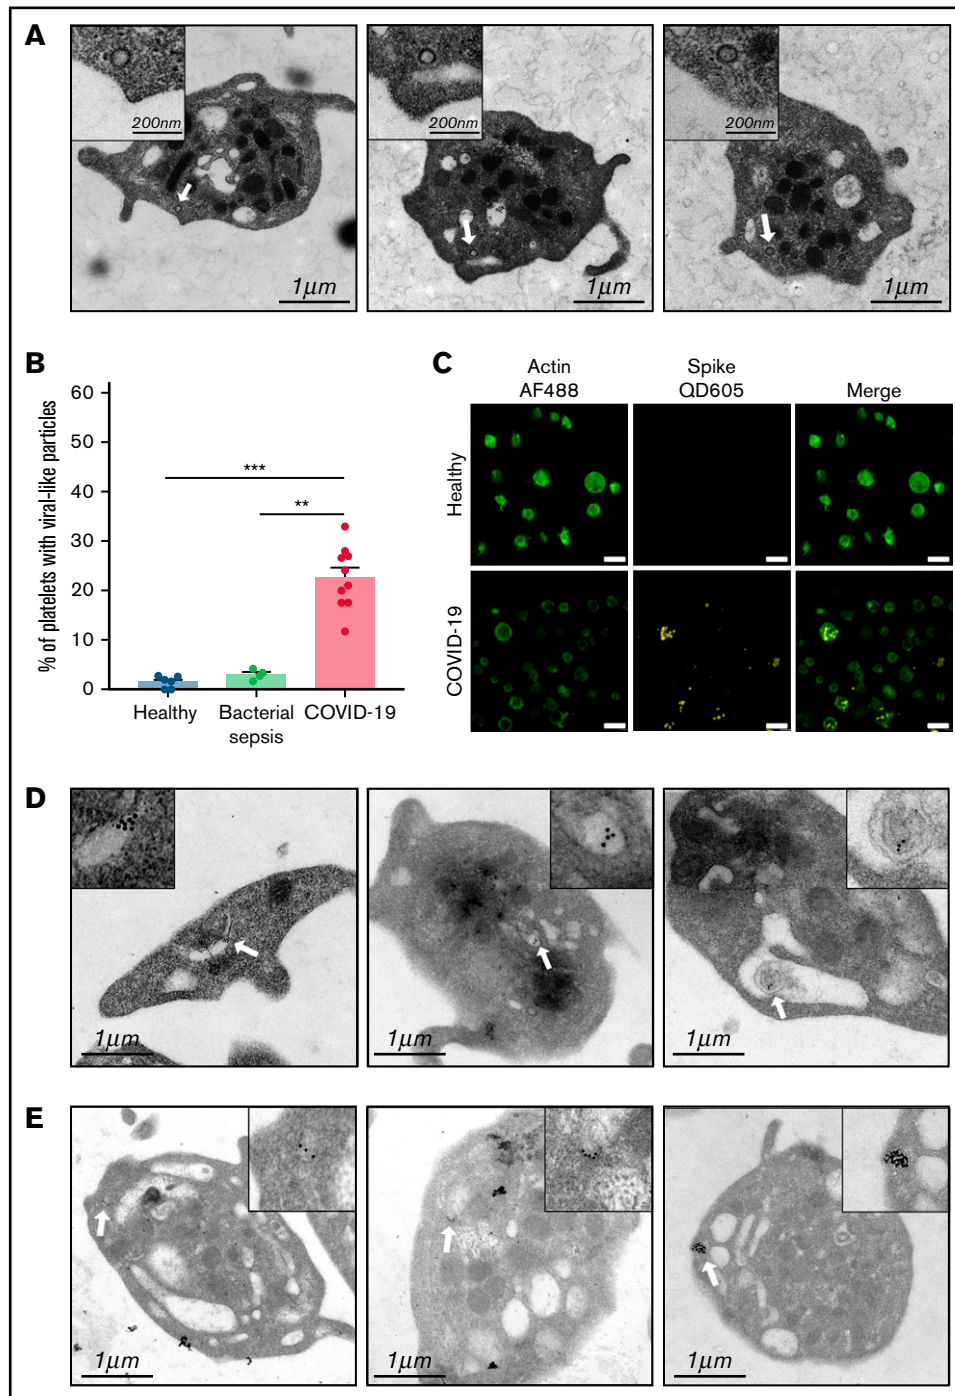 A
200nm
200nm
200nm
1µm
1µm
1µm
B
% of platelets with viral-like particles
60
50
40
30
20
10
0
***
**
Healthy
Bacterial
sepsis
COVID-19
C
Actin
AF488
Spike
QD605
Merge
Healthy
COVID-19
D
1µm
1µm
1µm
E
1µm
1µm
1µm